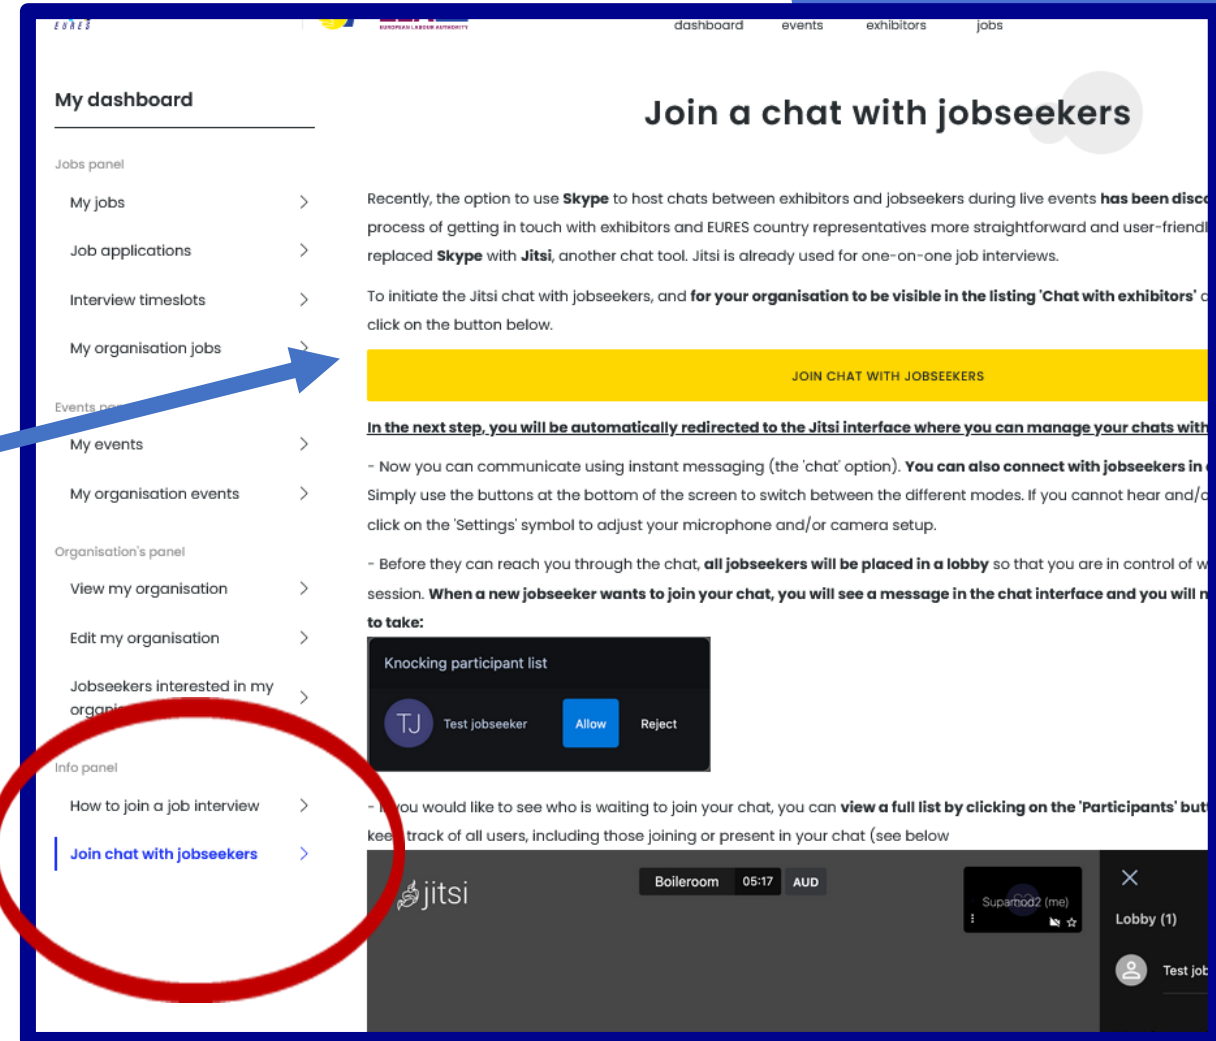 EURES
EUROPEAN LABOUR AUTHORITY
dashboard events exhibitors jobs
My dashboard
Jobs panel
My jobs
Job applications
Interview timeslots
My organisation jobs
Events
My events
My organisation events
Organisation's panel
View my organisation
Edit my organisation
Jobseekers interested in my
Info panel
How to join a job interview
Join chat with jobseekers
Join a chat with jobseekers
Recently, the option to use Skype to host chats between exhibitors and jobseekers during live events has been disco
process of getting in touch with exhibitors and EURES country representatives more straightforward and user-friendl
replaced Skype with Jitsi, another chat tool. Jitsi is already used for one-on-one job interviews.
To initiate the Jitsi chat with jobseekers, and for your organisation to be visible in the listing 'Chat with exhibitors'
click on the button below.
JOIN CHAT WITH JOBSEEKERS
In the next step, you will be automatically redirected to the Jitsi interface where you can manage your chats with
- Now you can communicate using instant messaging (the 'chat' option). You can also connect with jobseekers in
Simply use the buttons at the bottom of the screen to switch between the different modes. If you cannot hear and/o
click on the 'Settings' symbol to adjust your microphone and/or camera setup.
- Before they can reach you through the chat, all jobseekers will be placed in a lobby so that you are in control of w
session. When a new jobseeker wants to join your chat, you will see a message in the chat interface and you will n
to take:
Knocking participant list
TJ Test jobseeker Allow Reject
- you would like to see who is waiting to join your chat, you can view a full list by clicking on the 'Participants' but
track of all users, including those joining or present in your chat (see below
jitsi
Boileroom 05:17 AUD
Supamod2 (me)
Lobby (1)
Test job